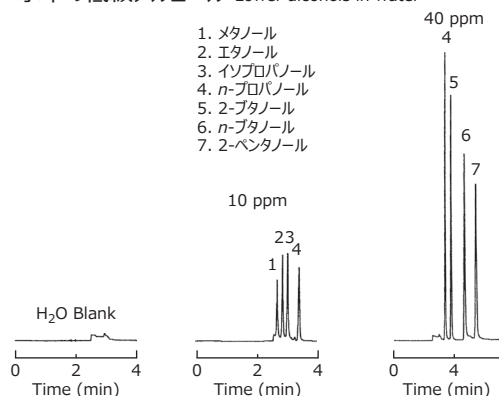 Lower alcohols in water
1. メタノール
2. エタノール
3. イソプロパノール
4. n-プロパノール
5. 2-ブタノール
6. n-ブタノール
7. 2-ペンタノール
H₂O Blank
0 4
Time (min)
10 ppm
1 2 3 4
0 4
Time (min)
40 ppm
4
5
6
7
0 4
Time (min)